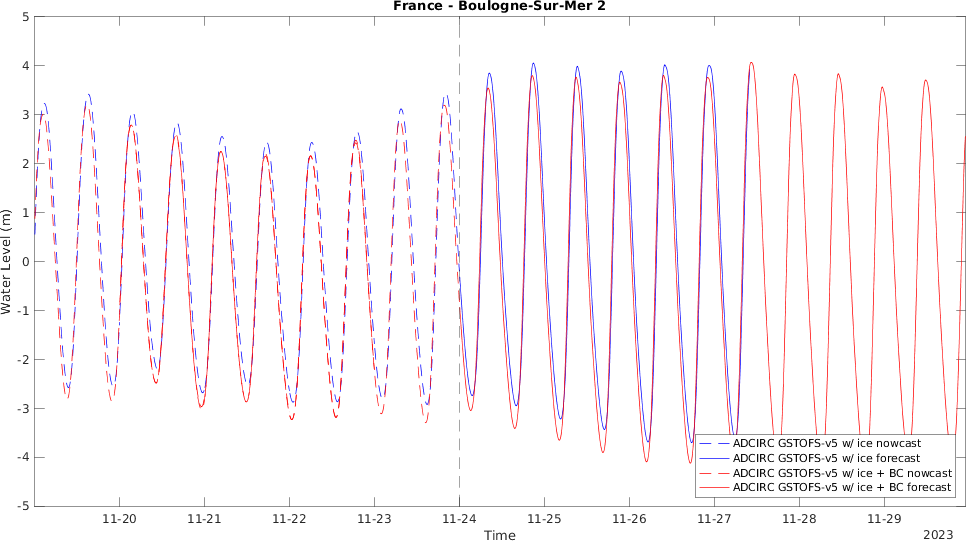 France - Boulogne-Sur-Mer 2
5
4
3
2
1
0
-1
-2
-3
-4
-5
Water Level (m)
11-20 11-21 11-22 11-23 11-24 11-25 11-26 11-27 11-28 11-29
Time
2023
ADCIRC GSTOFS-v5 w/ ice nowcast
ADCIRC GSTOFS-v5 w/ ice forecast
ADCIRC GSTOFS-v5 w/ ice + BC nowcast
ADCIRC GSTOFS-v5 w/ ice + BC forecast